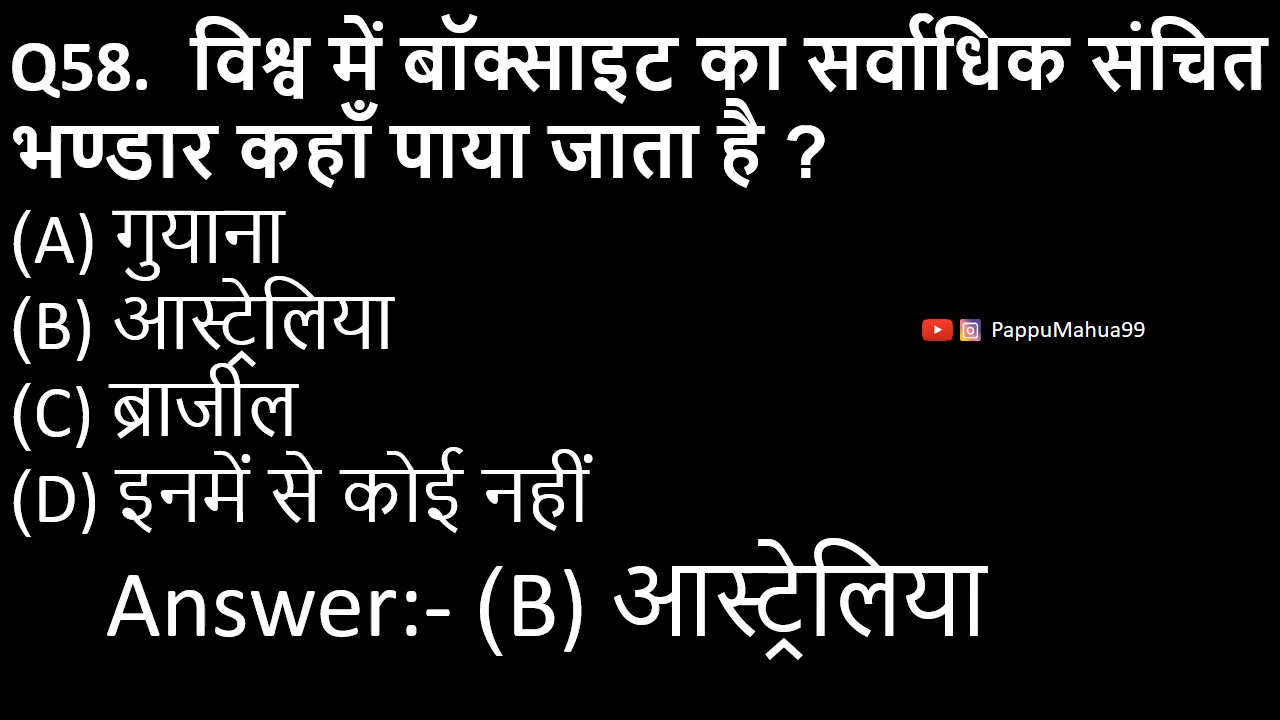 Q58. विश्व में बॉक्साइट का सर्वाधिक संचित
भण्डार कहाँ पाया जाता है ?
(A) गुयाना
(B) आस्ट्रेलिया
PappuMahua99
(C) ब्राजील
(D) इनमें से कोई नहीं
Answer:- (B) आस्ट्रेलिया